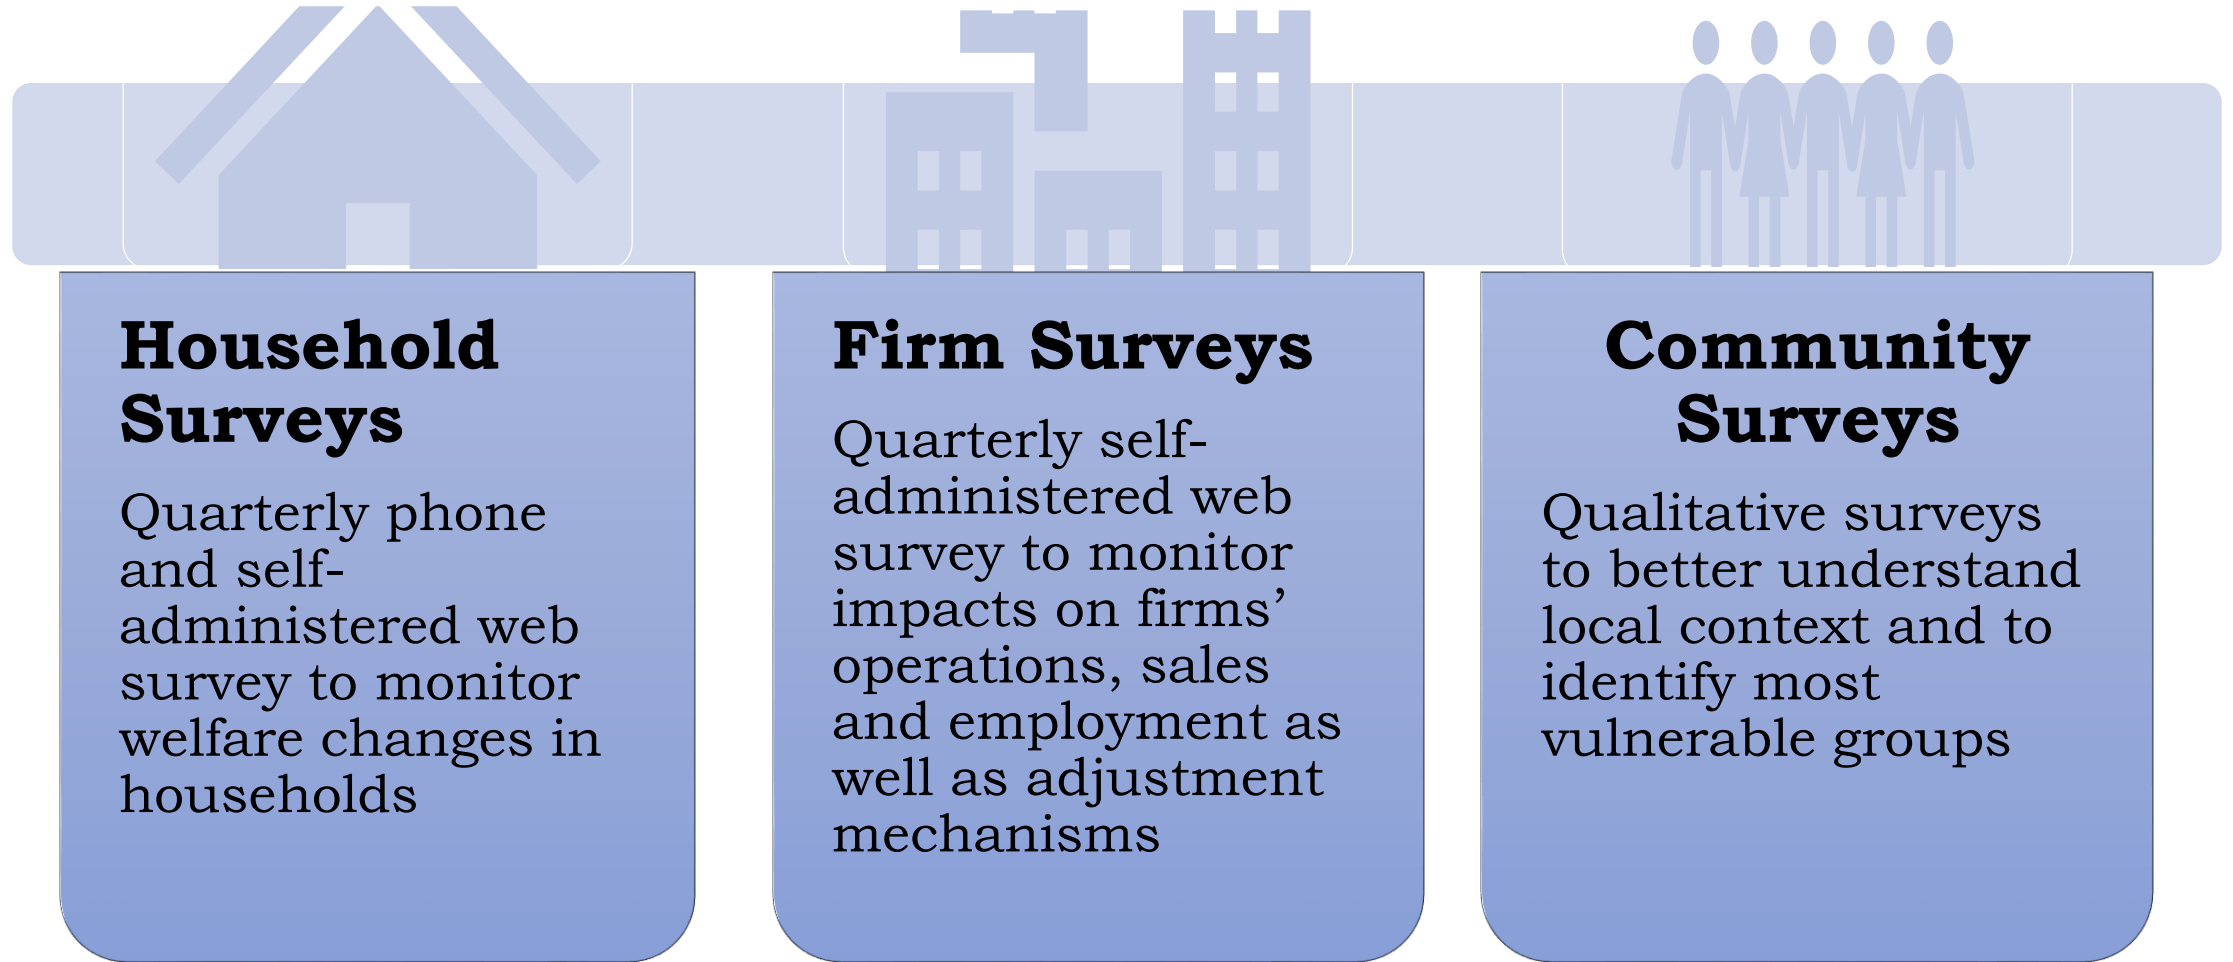 Household
Surveys
Quarterly phone
and self-
administered web
survey to monitor
welfare changes in
households
Firm Surveys
Quarterly self-
administered web
survey to monitor
impacts on firms’
operations, sales
and employment as
well as adjustment
mechanisms
Community
Surveys
Qualitative surveys
to better understand
local context and to
identify most
vulnerable groups